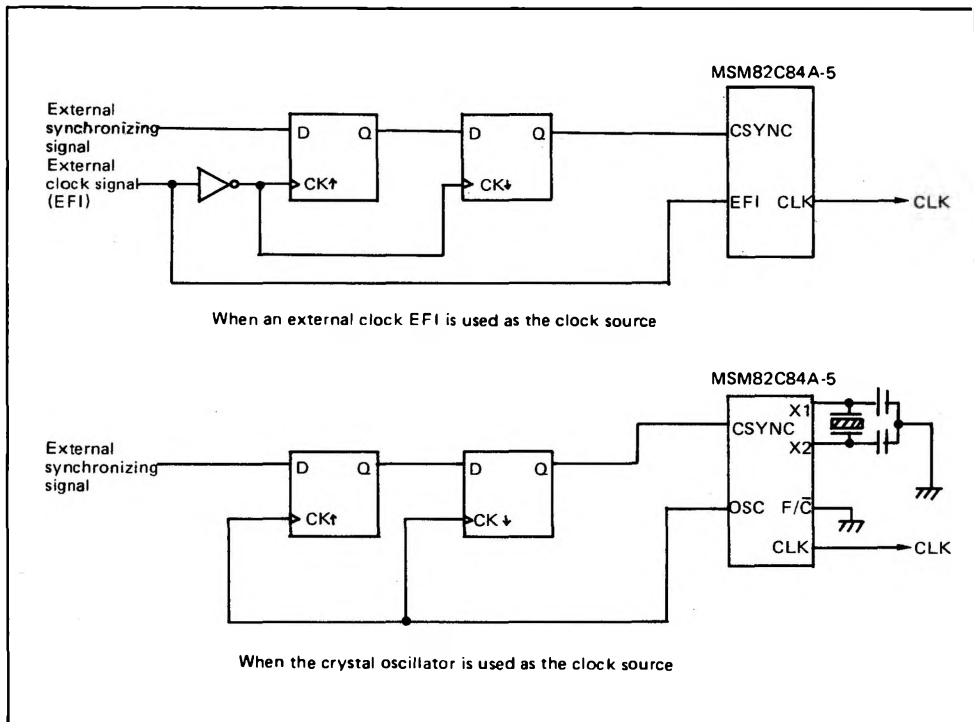 MSM82C84A-5
External
synchronizing
signal
External
clock signal
(EFI)
D Q
CK↑
D Q
CK↓
CSYNC
EFI CLK
CLK
When an external clock EFI is used as the clock source
MSM82C84A-5
X1
CSYNC
X2
External
synchronizing
signal
D Q
CK↑
D Q
CK↓
OSC F/C̅
CLK
CLK
When the crystal oscillator is used as the clock source